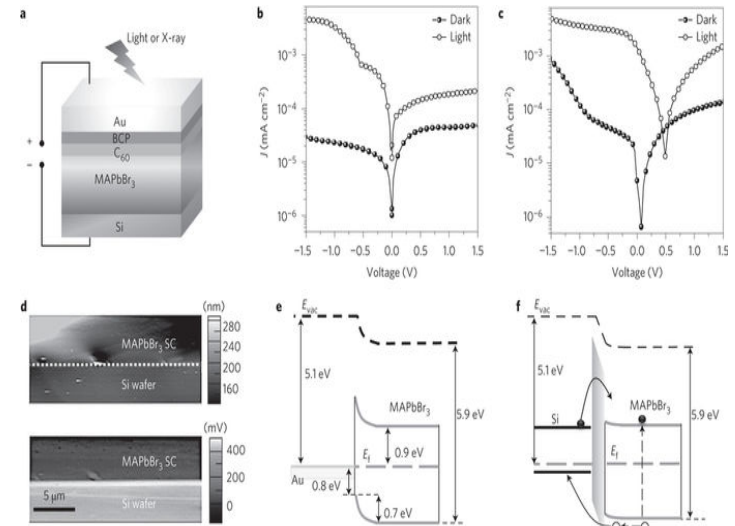 a
Light or X-ray
Au
BCP
C60
MAPbBr3
Si
+
−
b
Dark
Light
10−3
10−4
10−5
10−6
J (mA cm−2)
−1.5 −1.0 −0.5 0.0 0.5 1.0 1.5
Voltage (V)
c
Dark
Light
10−3
10−4
10−5
10−6
J (mA cm−2)
−1.5 −1.0 −0.5 0.0 0.5 1.0 1.5
Voltage (V)
d
(nm)
280
240
200
160
MAPbBr3 SC
Si wafer
(mV)
400
200
0
MAPbBr3 SC
Si wafer
5 μm
e
Evac
5.1 eV
MAPbBr3
5.9 eV
Ef
0.9 eV
Au
0.8 eV
0.7 eV
f
Evac
5.1 eV
Si
MAPbBr3
5.9 eV
Ef